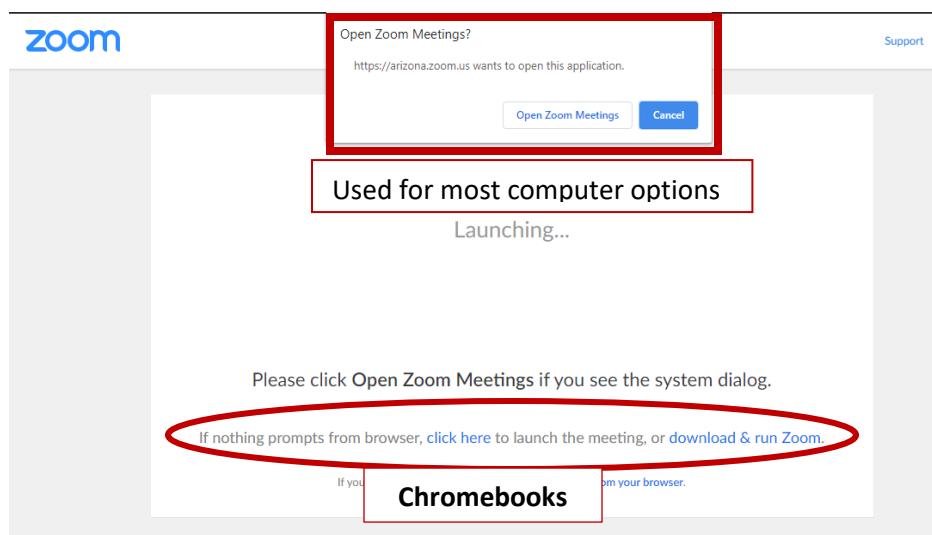 zoom
Open Zoom Meetings?
https://arizona.zoom.us wants to open this application.
Open Zoom Meetings
Cancel
Support
Used for most computer options
Launching...
Please click Open Zoom Meetings if you see the system dialog.
If nothing prompts from browser, click here to launch the meeting, or download & run Zoom.
If you from your browser.
Chromebooks